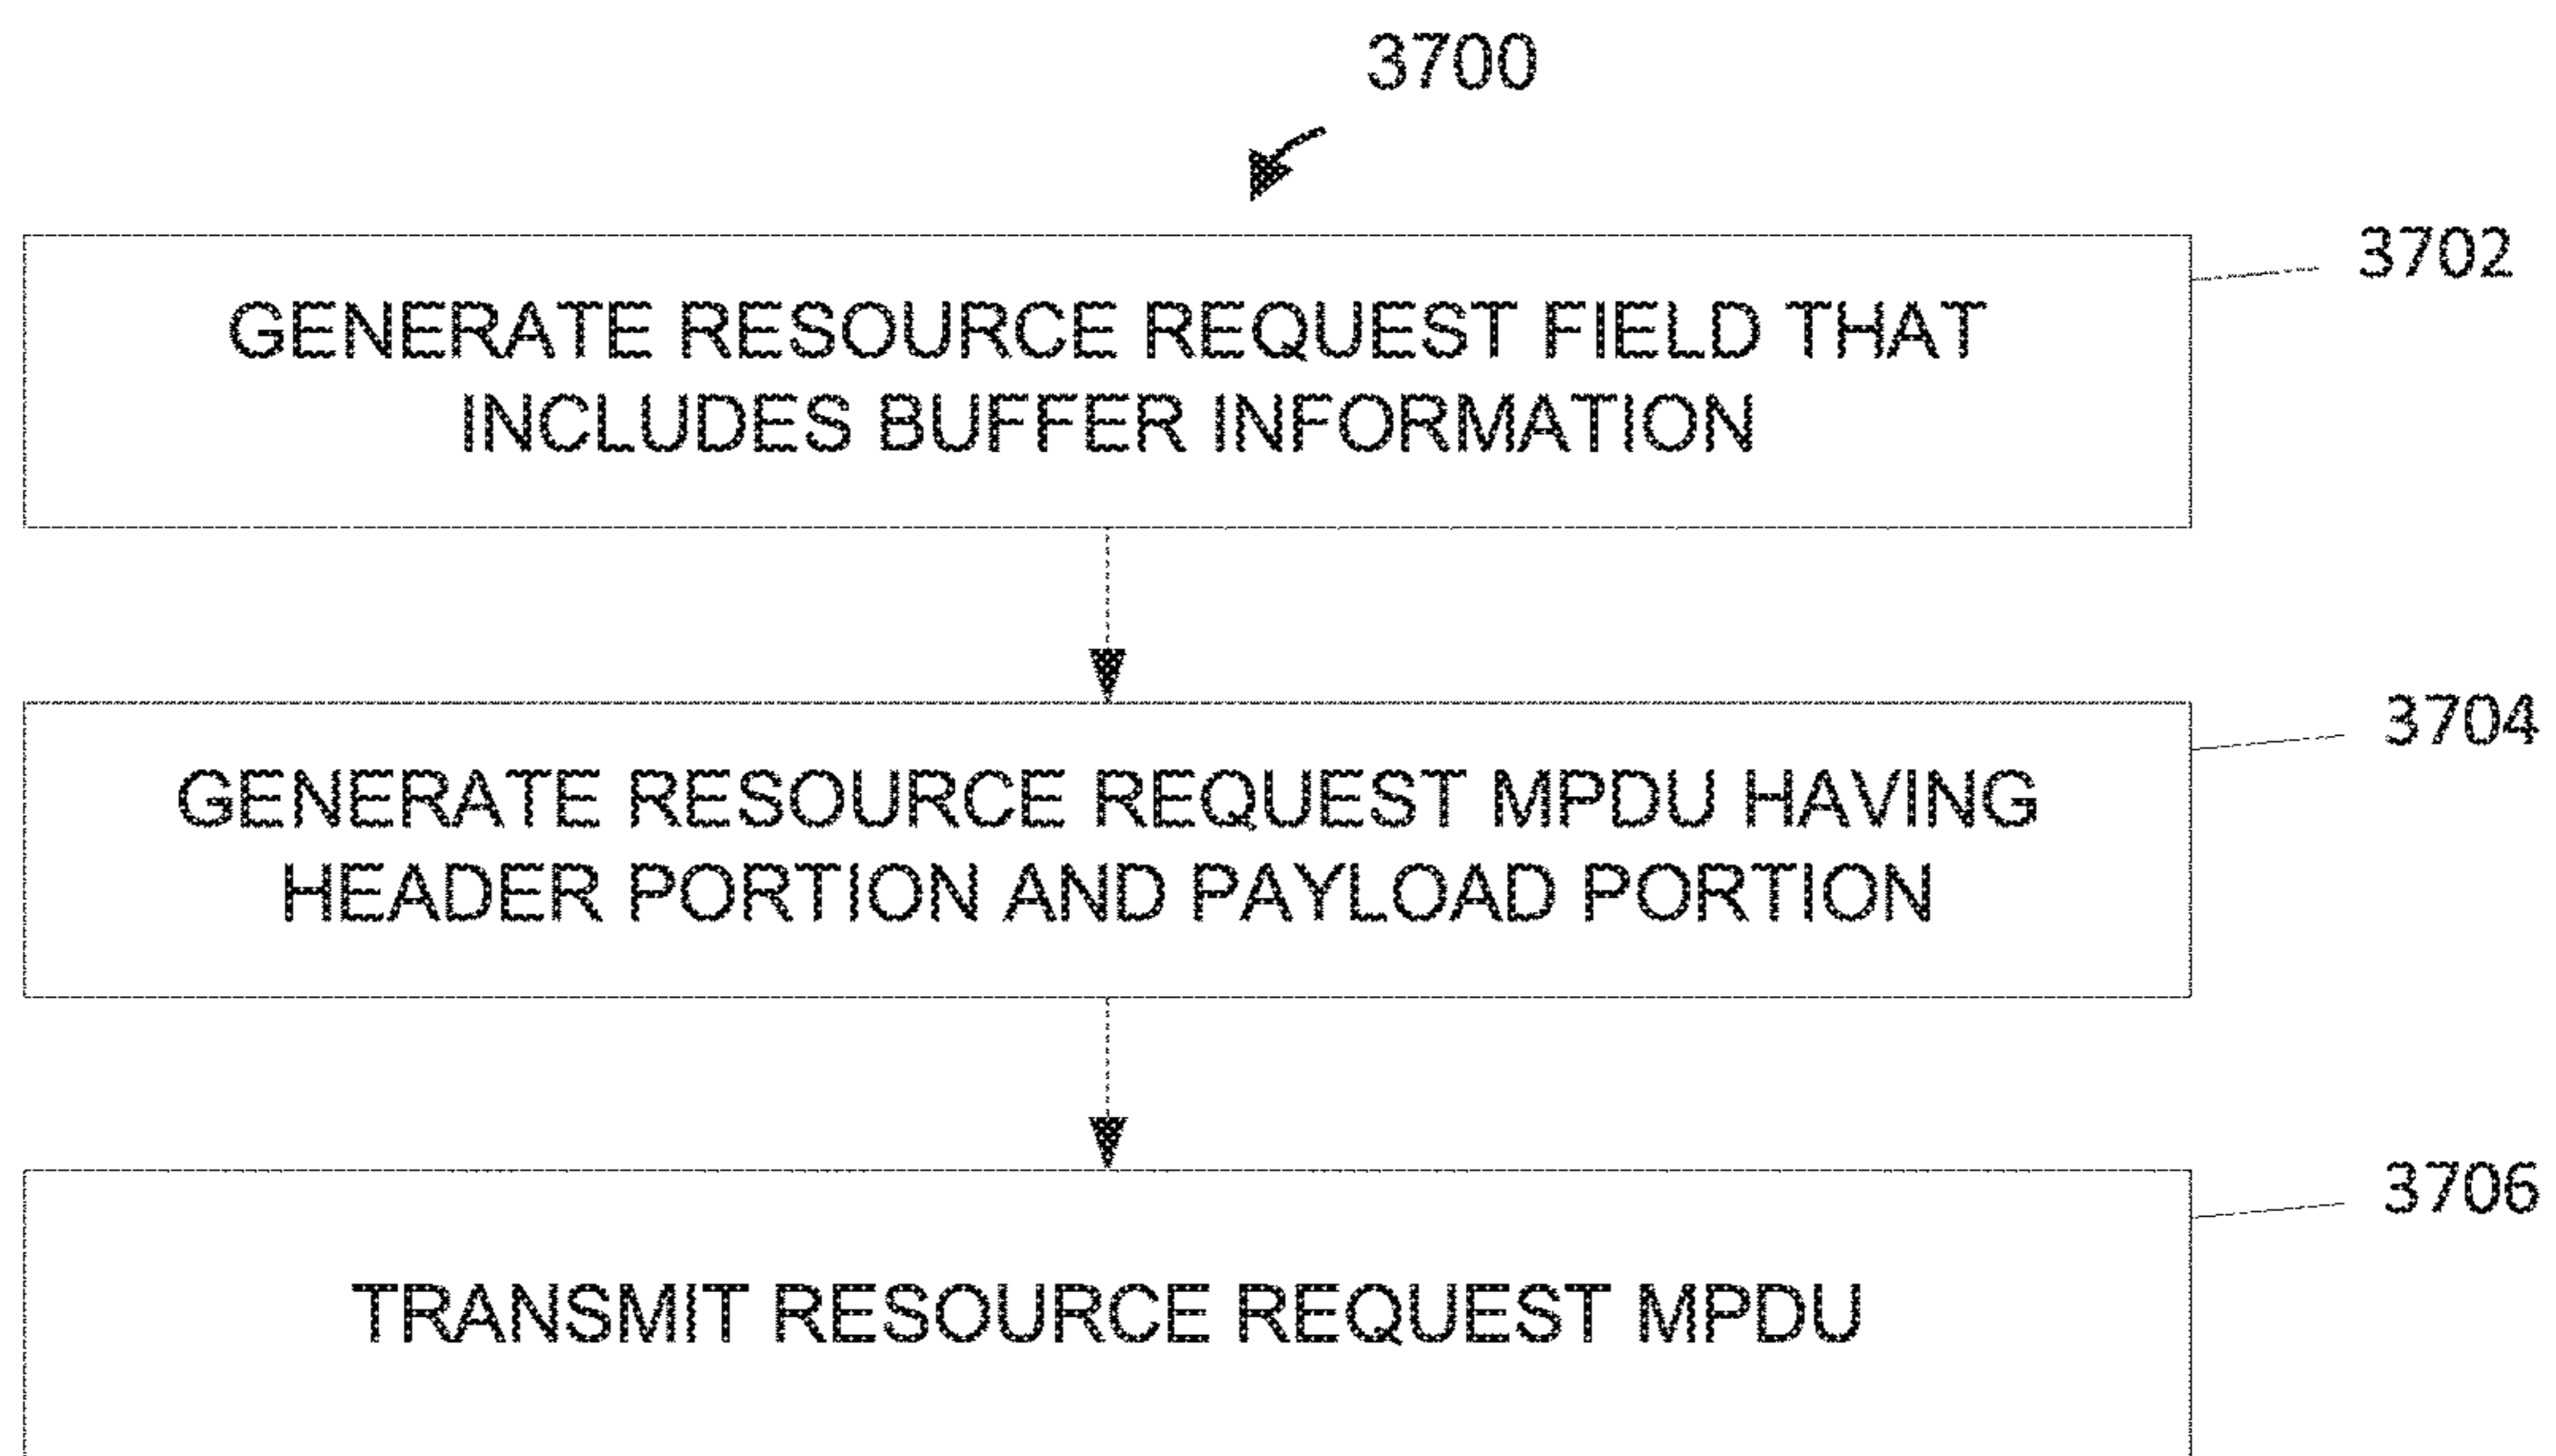 3700
3702
GENERATE RESOURCE REQUEST FIELD THAT
INCLUDES BUFFER INFORMATION
3704
GENERATE RESOURCE REQUEST MPDU HAVING
HEADER PORTION AND PAYLOAD PORTION
3706
TRANSMIT RESOURCE REQUEST MPDU